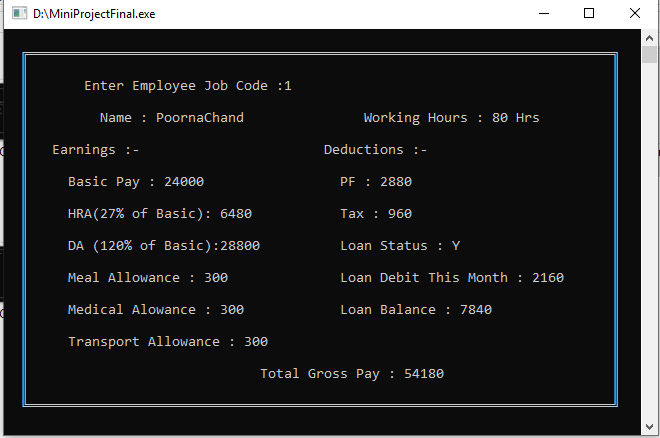 D:\MiniProjectFinal.exe
Enter Employee Job Code :1
Name : PoornaChand Working Hours : 80 Hrs
Earnings :- Deductions :-
Basic Pay : 24000 PF : 2880
HRA(27% of Basic): 6480 Tax : 960
DA (120% of Basic):28800 Loan Status : Y
Meal Allowance : 300 Loan Debit This Month : 2160
Medical Alowance : 300 Loan Balance : 7840
Transport Allowance : 300
Total Gross Pay : 54180